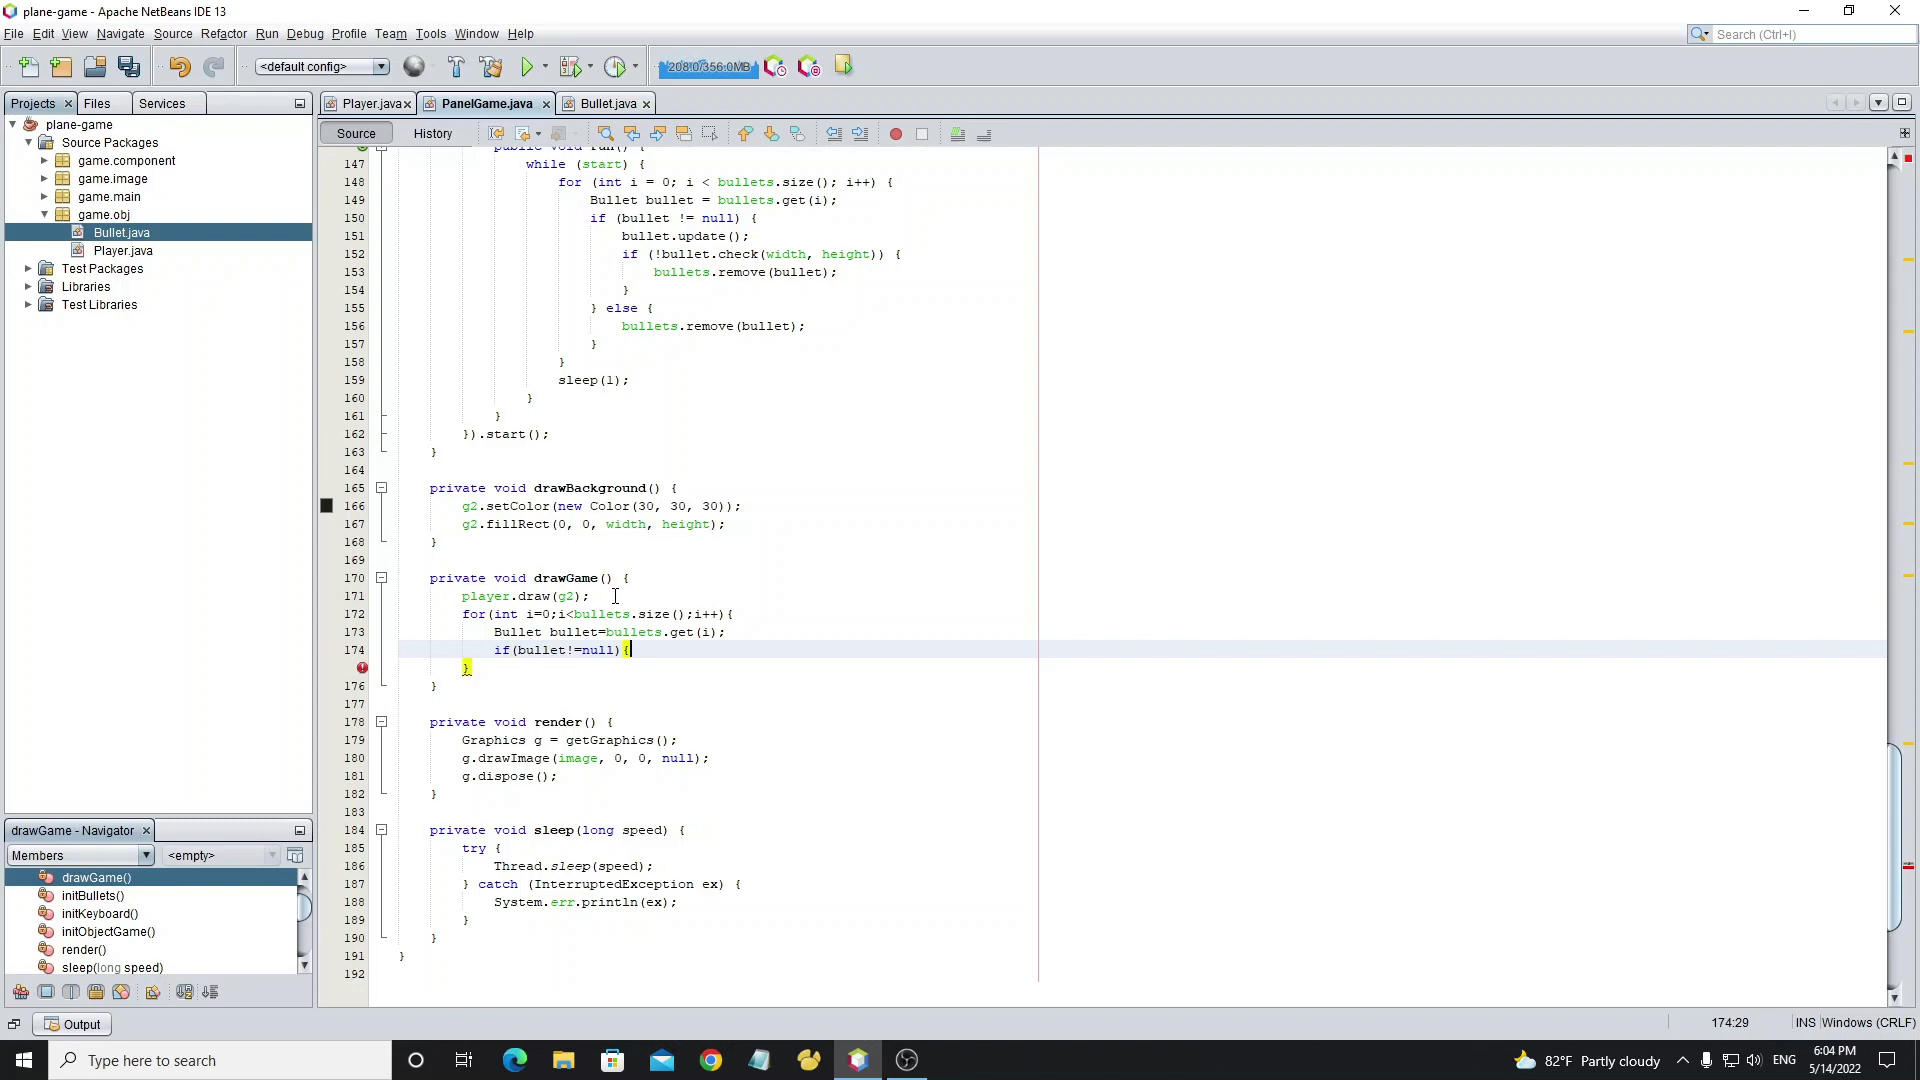 plane-game - Apache NetBeans IDE 13
File Edit View Navigate Source Refactor Run Debug Profile Team Tools Window Help
Search (Ctrl+I)
<default config>
208.0/356.0MB
Projects Files Services
Player.java PanelGame.java Bullet.java
Source History
plane-game
Source Packages
game.component
game.image
game.main
game.obj
Bullet.java
Player.java
Test Packages
Libraries
Test Libraries
public void run() {
147 while (start) {
148 for (int i = 0; i < bullets.size(); i++) {
149 Bullet bullet = bullets.get(i);
150 if (bullet != null) {
151 bullet.update();
152 if (!bullet.check(width, height)) {
153 bullets.remove(bullet);
154 }
155 } else {
156 bullets.remove(bullet);
157 }
158 }
159 sleep(1);
160 }
161 }
162 }).start();
163 }
164
165 private void drawBackground() {
166 g2.setColor(new Color(30, 30, 30));
167 g2.fillRect(0, 0, width, height);
168 }
169
170 private void drawGame() {
171 player.draw(g2);
172 for(int i=0;i<bullets.size();i++){
173 Bullet bullet=bullets.get(i);
174 if(bullet!=null){
}
176 }
177
178 private void render() {
179 Graphics g = getGraphics();
180 g.drawImage(image, 0, 0, null);
181 g.dispose();
182 }
183
184 private void sleep(long speed) {
185 try {
186 Thread.sleep(speed);
187 } catch (InterruptedException ex) {
188 System.err.println(ex);
189 }
190 }
191 }
192
drawGame - Navigator
Members <empty>
drawGame()
initBullets()
initKeyboard()
initObjectGame()
render()
sleep(long speed)
Output
174:29 INS Windows (CRLF)
Type here to search
82°F Partly cloudy
ENG
6:04 PM
5/14/2022